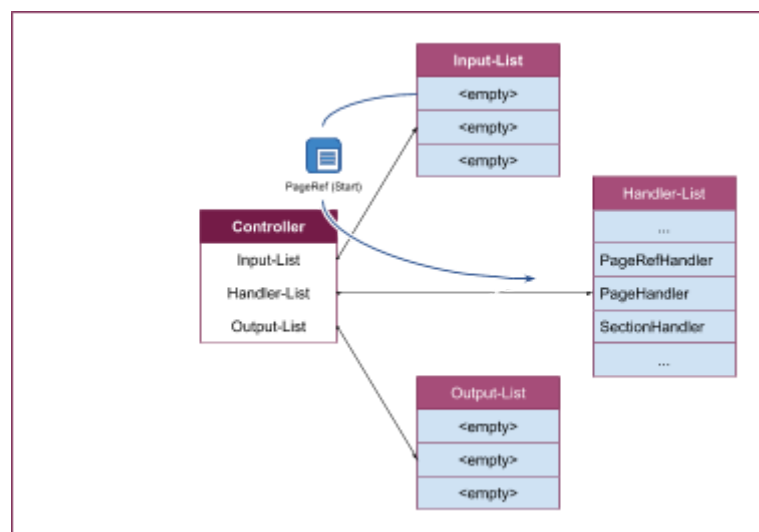 Input-List
<empty>
<empty>
<empty>
PageRef (Start)
Controller
Input-List
Handler-List
Output-List
Handler-List
...
PageRefHandler
PageHandler
SectionHandler
...
Output-List
<empty>
<empty>
<empty>